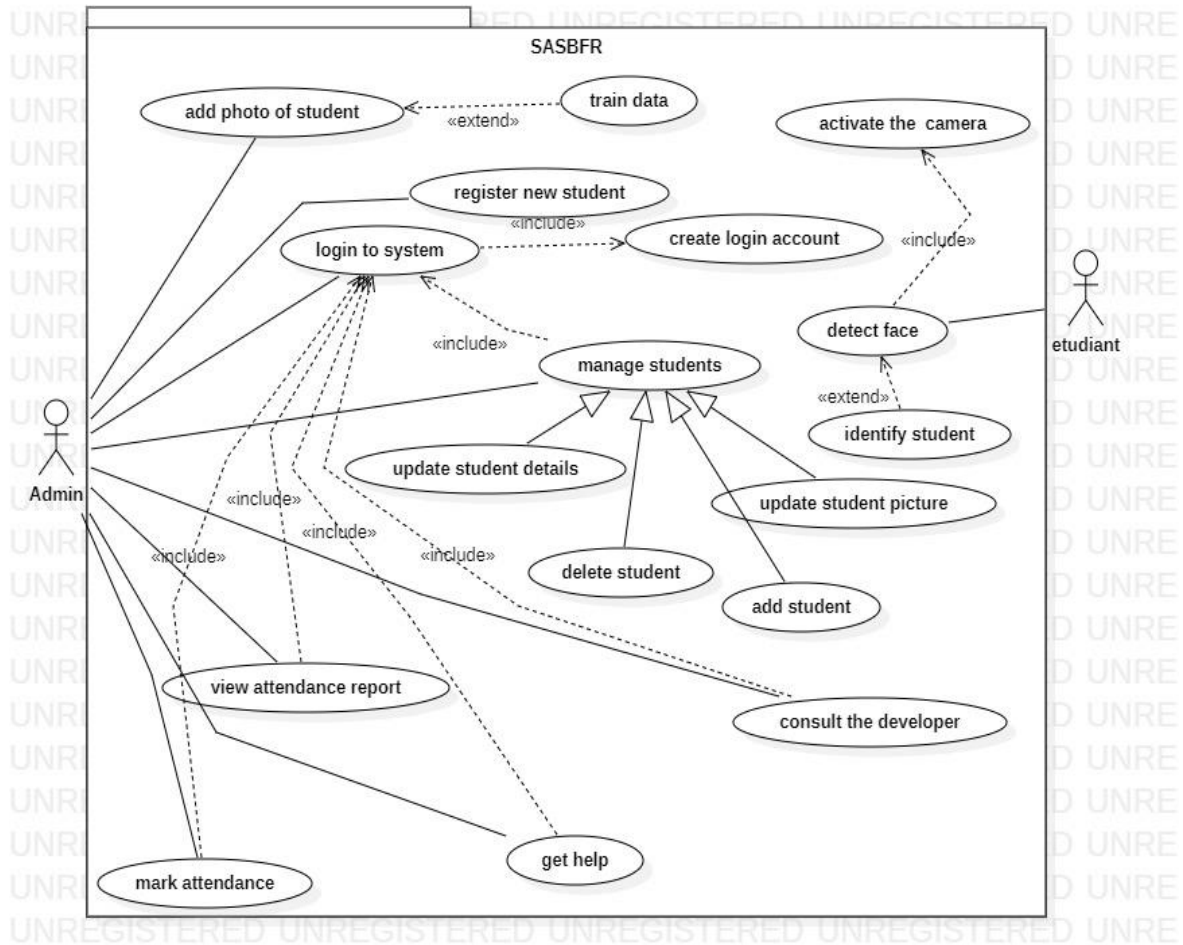 SASBFR
add photo of student
«extend»
train data
activate the camera
register new student
«include»
login to system
create login account
«include»
detect face
etudiant
«include»
manage students
«extend»
identify student
Admin
update student details
update student picture
«include»
«include»
«include»
«include»
delete student
add student
view attendance report
consult the developer
get help
mark attendance
UNREGISTERED UNREGISTERED UNREGISTERED UNREGISTERED UNRE